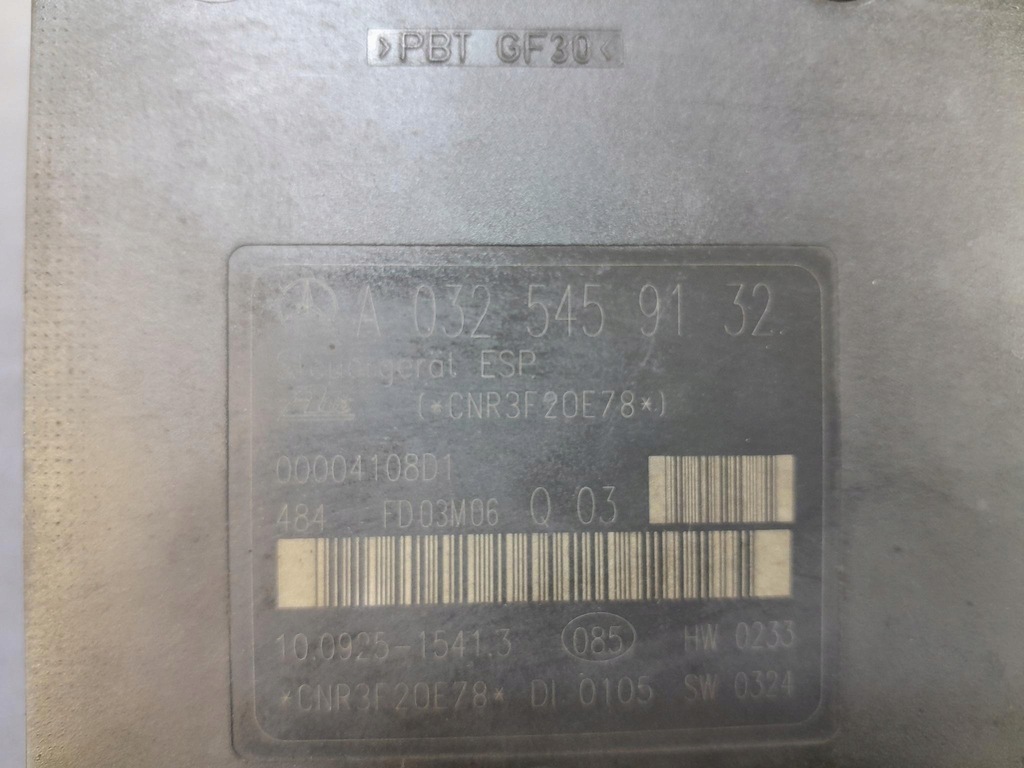 >PBT GF30<
A 032 545 91 32
ESP
(*CNR3F20E78*)
00004108D1
484 FD03M06 Q 03
10.0925-1541.3 085 HW 0233
*CNR3F20E78* DI 0105 SW 0324